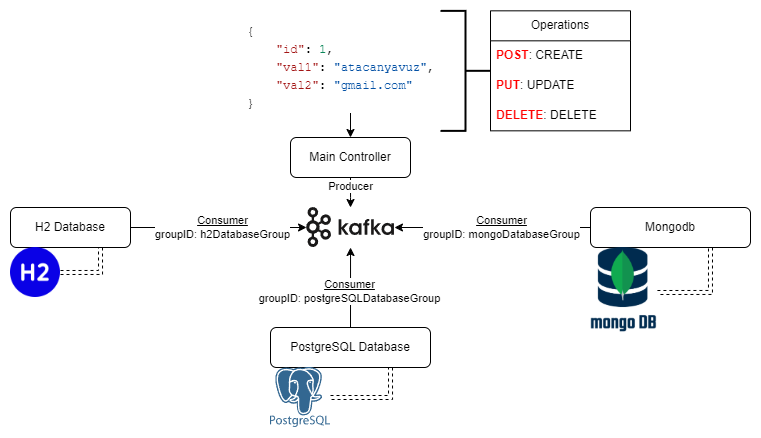 {
"id": 1,
"val1": "atacanyavuz",
"val2": "gmail.com"
}
Operations
POST: CREATE
PUT: UPDATE
DELETE: DELETE
Main Controller
Producer
kafka
H2 Database
H2
Consumer
groupID: h2DatabaseGroup
Consumer
groupID: mongoDatabaseGroup
Mongodb
mongo DB
Consumer
groupID: postgreSQLDatabaseGroup
PostgreSQL Database
PostgreSQL